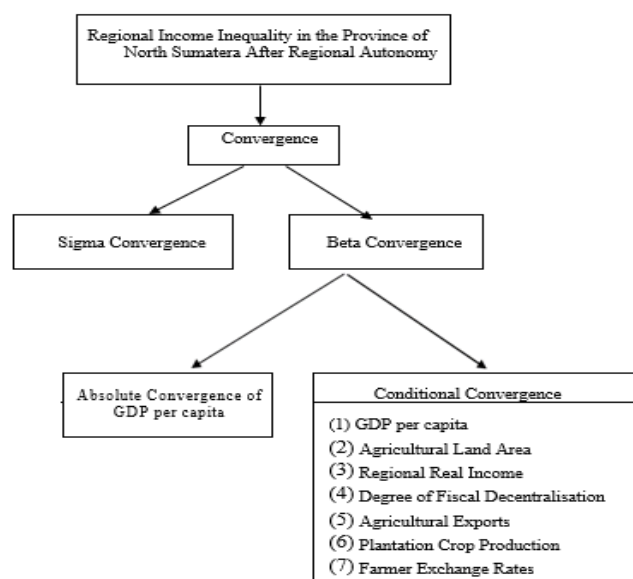 Regional Income Inequality in the Province of
North Sumatera After Regional Autonomy
Convergence
Sigma Convergence
Beta Convergence
Absolute Convergence of
GDP per capita
Conditional Convergence
(1) GDP per capita
(2) Agricultural Land Area
(3) Regional Real Income
(4) Degree of Fiscal Decentralisation
(5) Agricultural Exports
(6) Plantation Crop Production
(7) Farmer Exchange Rates